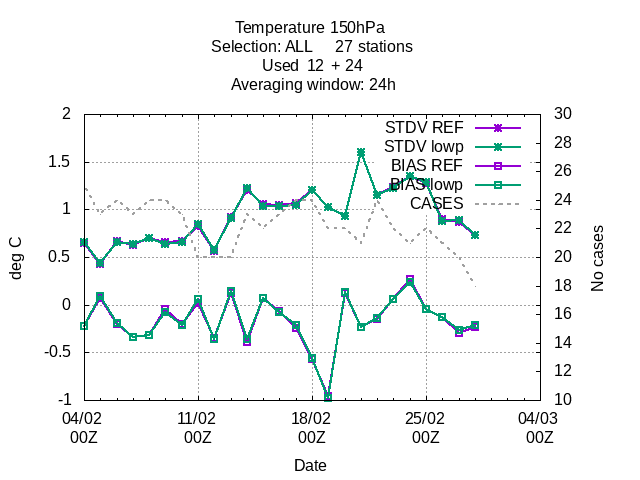 Temperature 150hPa
Selection: ALL     27 stations
Used  12 + 24
Averaging window: 24h
2
1.5
1
0.5
0
-0.5
-1
deg C
30
28
26
24
22
20
18
16
14
12
10
No cases
STDV REF
STDV lowp
BIAS REF
BIAS lowp
CASES
04/02 11/02 18/02 25/02 04/03
00Z 00Z 00Z 00Z 00Z
Date